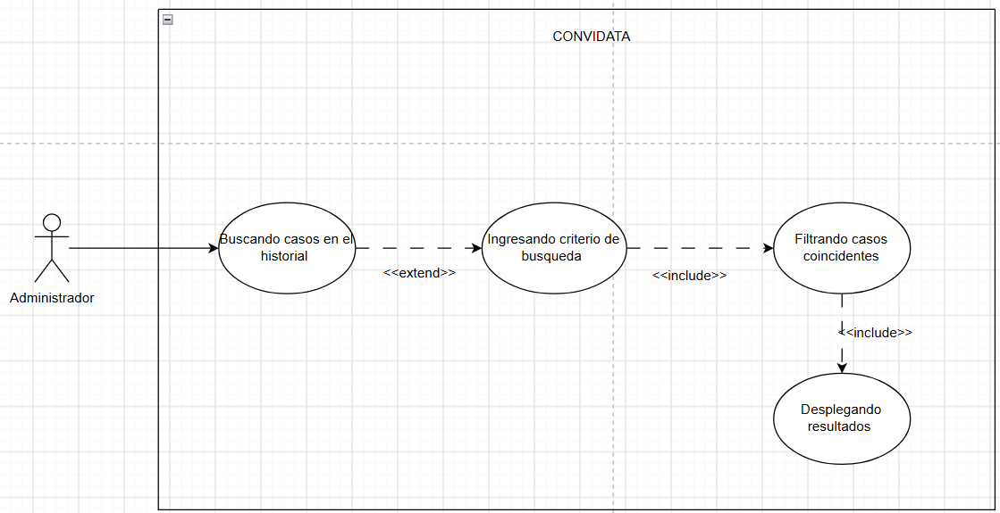 CONVIDATA
Buscando casos en el
historial
Ingresando criterio de
busqueda
Filtrando casos
coincidentes
<<extend>>
<<include>>
Administrador
<<include>>
Desplegando
resultados